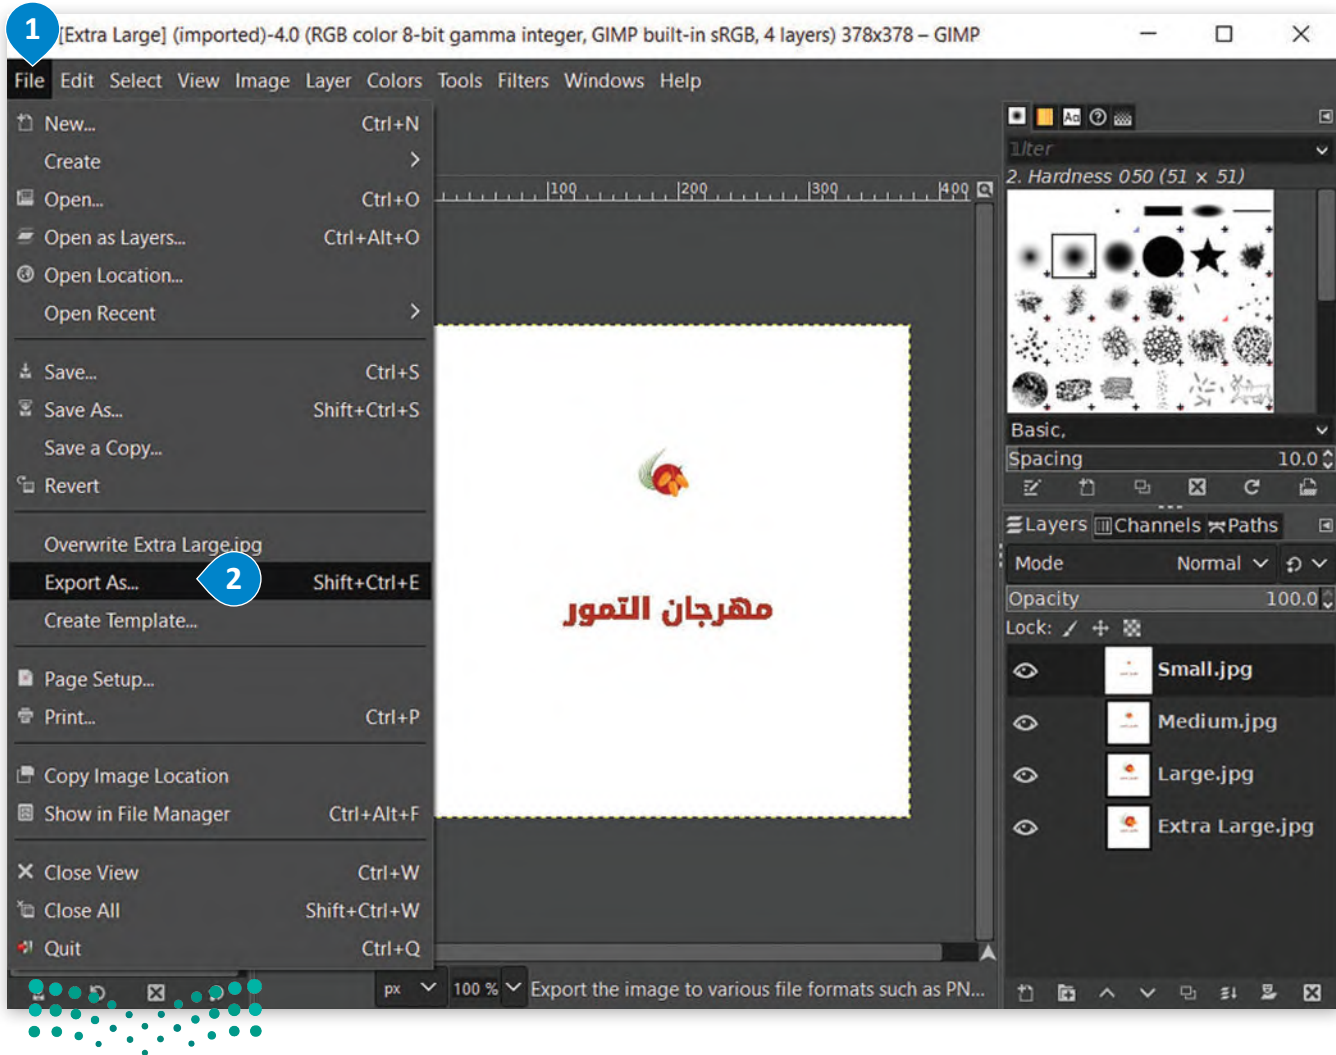 1
[Extra Large] (imported)-4.0 (RGB color 8-bit gamma integer, GIMP built-in sRGB, 4 layers) 378x378 – GIMP
File Edit Select View Image Layer Colors Tools Filters Windows Help
New... Ctrl+N
Create
Open... Ctrl+O
Open as Layers... Ctrl+Alt+O
Open Location...
Open Recent
Save... Ctrl+S
Save As... Shift+Ctrl+S
Save a Copy...
Revert
Overwrite Extra Large.jpg
Export As... 2 Shift+Ctrl+E
Create Template...
Page Setup...
Print... Ctrl+P
Copy Image Location
Show in File Manager Ctrl+Alt+F
Close View Ctrl+W
Close All Shift+Ctrl+W
Quit Ctrl+Q
100 200 300 400
مهرجان التمور
px 100 % Export the image to various file formats such as PN...
2. Hardness 050 (51 × 51)
Basic,
Spacing 10.0
Layers Channels Paths
Mode Normal
Opacity 100.0
Lock:
Small.jpg
Medium.jpg
Large.jpg
Extra Large.jpg